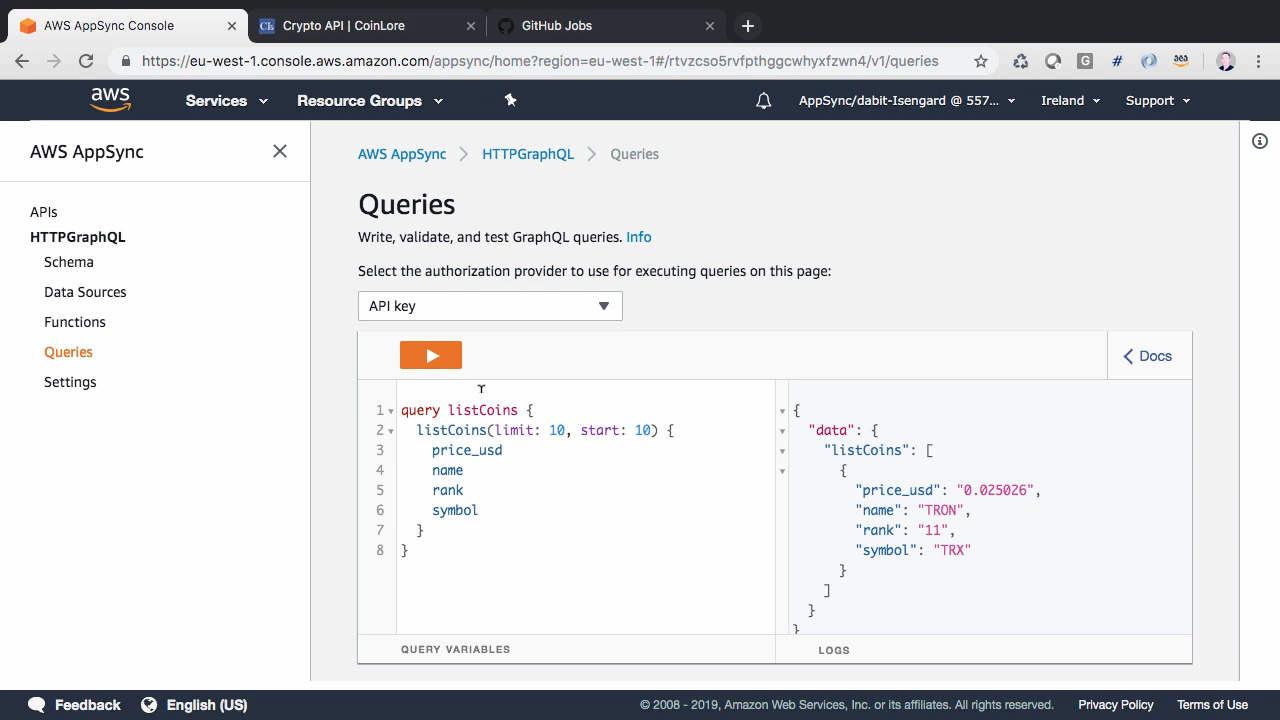 AWS AppSync Console
Crypto API | CoinLore
GitHub Jobs
https://eu-west-1.console.aws.amazon.com/appsync/home?region=eu-west-1#/rtvzcso5rvfpthggcwhyxfzwn4/v1/queries
aws
Services
Resource Groups
AppSync/dabit-Isengard @ 557...
Ireland
Support
AWS AppSync
APIs
HTTPGraphQL
Schema
Data Sources
Functions
Queries
Settings
AWS AppSync > HTTPGraphQL > Queries
Queries
Write, validate, and test GraphQL queries. Info
Select the authorization provider to use for executing queries on this page:
API key
Docs
1 query listCoins {
2 listCoins(limit: 10, start: 10) {
3 price_usd
4 name
5 rank
6 symbol
7 }
8 }
QUERY VARIABLES
{
"data": {
"listCoins": [
{
"price_usd": "0.025026",
"name": "TRON",
"rank": "11",
"symbol": "TRX"
}
]
}
}
LOGS
Feedback
English (US)
© 2008 - 2019, Amazon Web Services, Inc. or its affiliates. All rights reserved.
Privacy Policy
Terms of Use